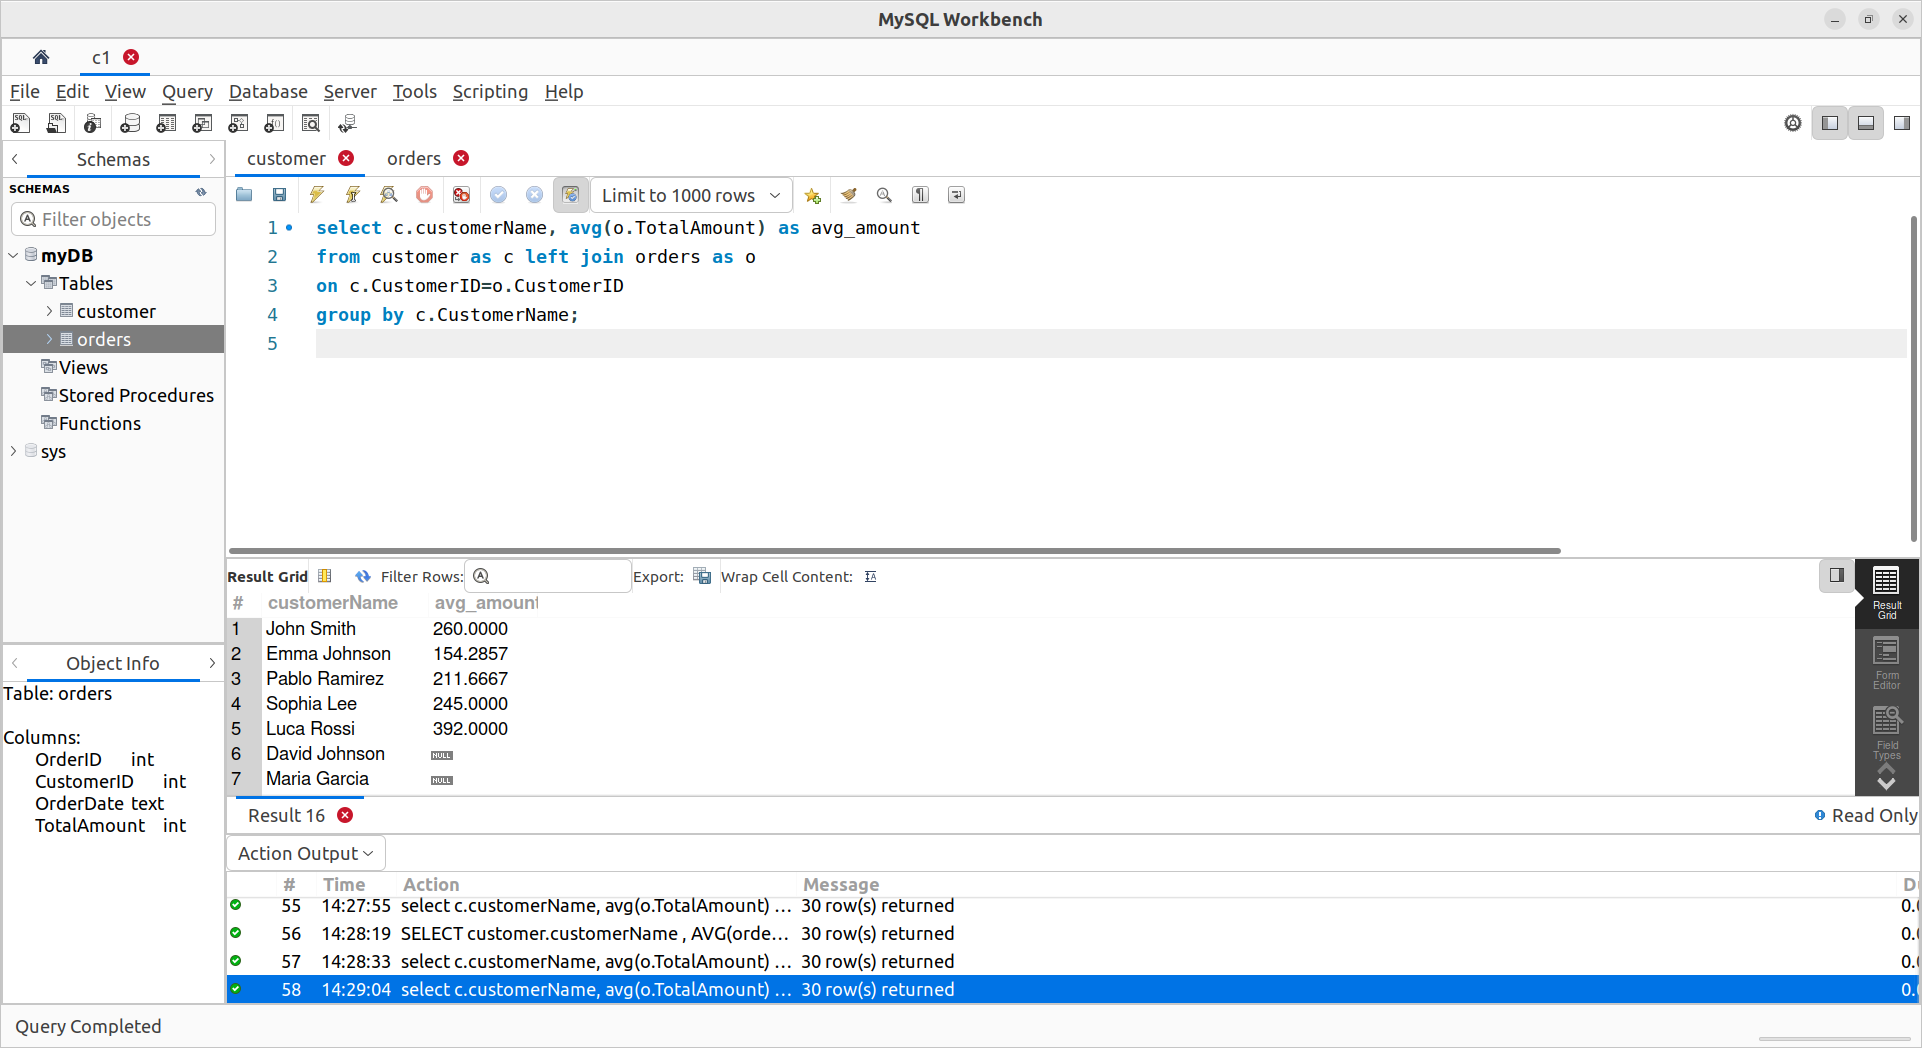 MySQL Workbench
c1
File Edit View Query Database Server Tools Scripting Help
Schemas
SCHEMAS
Filter objects
myDB
Tables
customer
orders
Views
Stored Procedures
Functions
sys
Object Info
Table: orders
Columns:
OrderID int
CustomerID int
OrderDate text
TotalAmount int
customer orders
Limit to 1000 rows
1 select c.customerName, avg(o.TotalAmount) as avg_amount
2 from customer as c left join orders as o
3 on c.CustomerID=o.CustomerID
4 group by c.CustomerName;
5
Result Grid Filter Rows: Export: Wrap Cell Content:
# customerName avg_amount
1 John Smith 260.0000
2 Emma Johnson 154.2857
3 Pablo Ramirez 211.6667
4 Sophia Lee 245.0000
5 Luca Rossi 392.0000
6 David Johnson NULL
7 Maria Garcia NULL
Result
Grid
Form
Editor
Field
Types
Result 16 Read Only
Action Output
# Time Action Message
55 14:27:55 select c.customerName, avg(o.TotalAmount) ... 30 row(s) returned 0.
56 14:28:19 SELECT customer.customerName , AVG(orde... 30 row(s) returned 0.
57 14:28:33 select c.customerName, avg(o.TotalAmount) ... 30 row(s) returned 0.
58 14:29:04 select c.customerName, avg(o.TotalAmount) ... 30 row(s) returned 0.
Query Completed